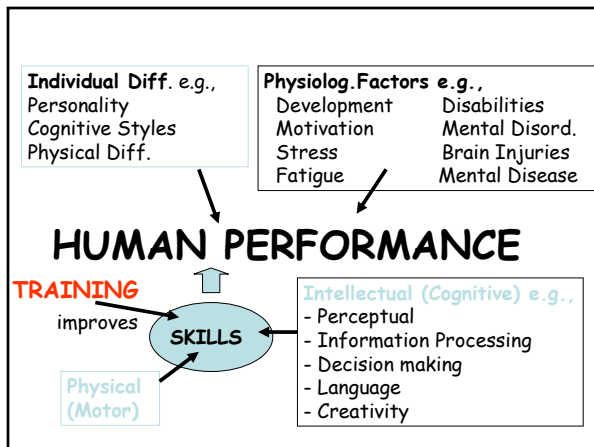 Individual Diff. e.g.,
Personality
Cognitive Styles
Physical Diff.
Physiolog.Factors e.g.,
Development
Motivation
Stress
Fatigue
Disabilities
Mental Disord.
Brain Injuries
Mental Disease
HUMAN PERFORMANCE
TRAINING
improves
SKILLS
Physical
(Motor)
Intellectual (Cognitive) e.g.,
- Perceptual
- Information Processing
- Decision making
- Language
- Creativity